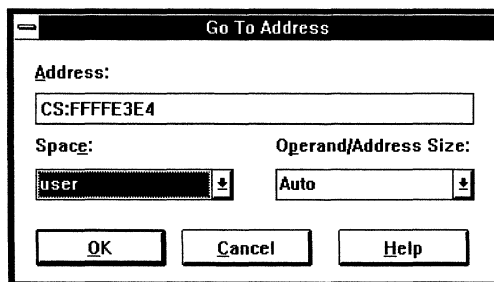 Go To Address
Address:
CS:FFFFE3E4
Space: Operand/Address Size:
user Auto
OK Cancel Help